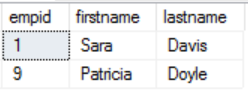 empid firstname lastname
1 Sara Davis
9 Patricia Doyle